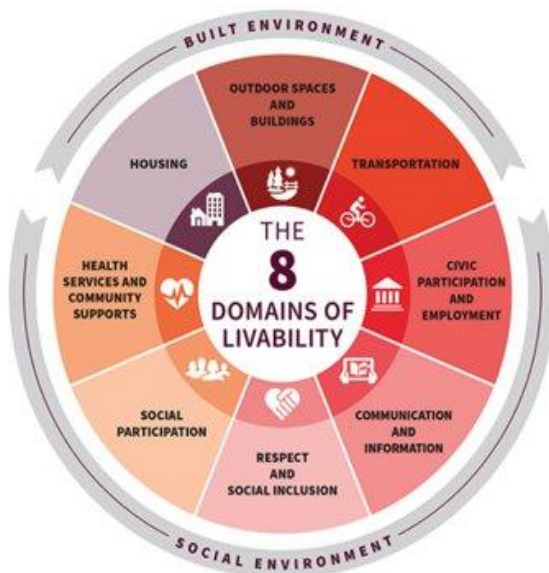 BUILT ENVIRONMENT
OUTDOOR SPACES
AND
BUILDINGS
TRANSPORTATION
CIVIC
PARTICIPATION
AND
EMPLOYMENT
COMMUNICATION
AND
INFORMATION
RESPECT
AND
SOCIAL INCLUSION
SOCIAL
PARTICIPATION
HEALTH
SERVICES AND
COMMUNITY
SUPPORTS
HOUSING
THE
8
DOMAINS OF
LIVABILITY
SOCIAL ENVIRONMENT